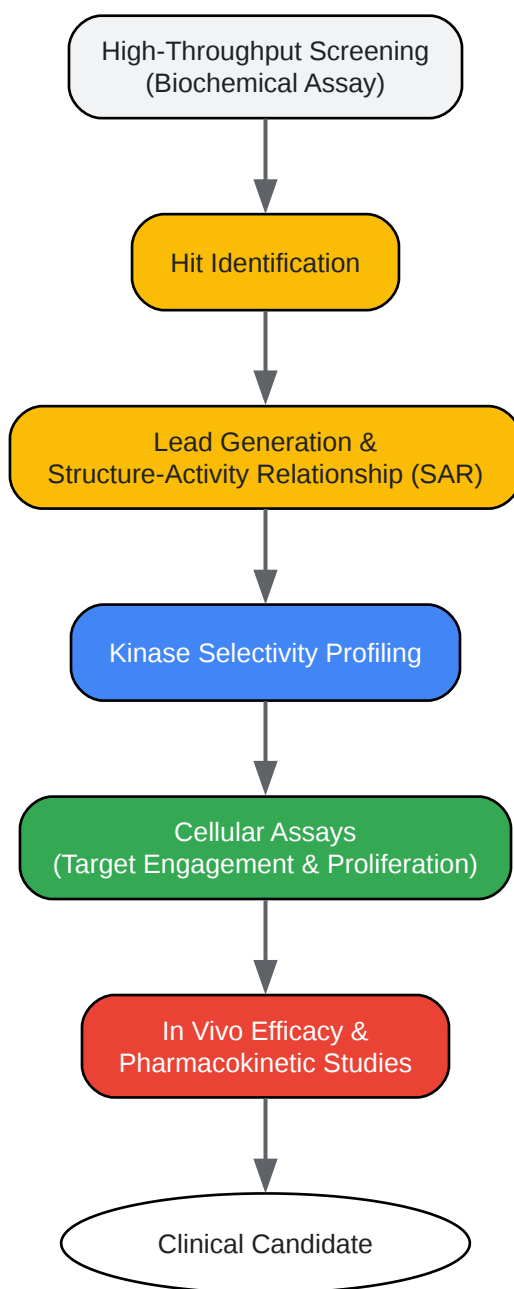 High-Throughput Screening
(Biochemical Assay)
Hit Identification
Lead Generation &
Structure-Activity Relationship (SAR)
Kinase Selectivity Profiling
Cellular Assays
(Target Engagement & Proliferation)
In Vivo Efficacy &
Pharmacokinetic Studies
Clinical Candidate